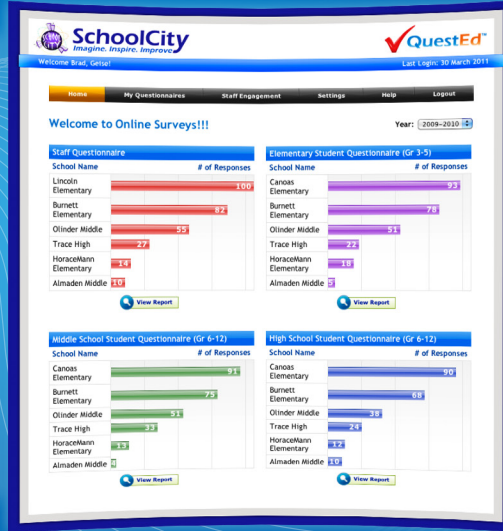 SchoolCity
Imagine. Inspire. Improve
QuestEd™
Welcome Brad, Geise!
Last Login: 30 March 2011
Home My Questionnaires Staff Engagement Settings Help Logout
Welcome to Online Surveys!!!
Year: 2009-2010
Staff Questionnaire
School Name # of Responses
Lincoln
Elementary
100
Burnett
Elementary
82
Olinder Middle 55
Trace High 27
HoraceMann
Elementary
14
Almaden Middle 10
View Report
Elementary Student Questionnaire (Gr 3-5)
School Name # of Responses
Canoas
Elementary
93
Burnett
Elementary
78
Olinder Middle 51
Trace High 22
HoraceMann
Elementary
18
Almaden Middle 5
View Report
Middle School Student Questionnaire (Gr 6-12)
School Name # of Responses
Canoas
Elementary
91
Burnett
Elementary
75
Olinder Middle 51
Trace High 33
HoraceMann
Elementary
13
Almaden Middle
View Report
High School Student Questionnaire (Gr 6-12)
School Name # of Responses
Canoas
Elementary
90
Burnett
Elementary
68
Olinder Middle 38
Trace High 24
HoraceMann
Elementary
12
Almaden Middle 10
View Report